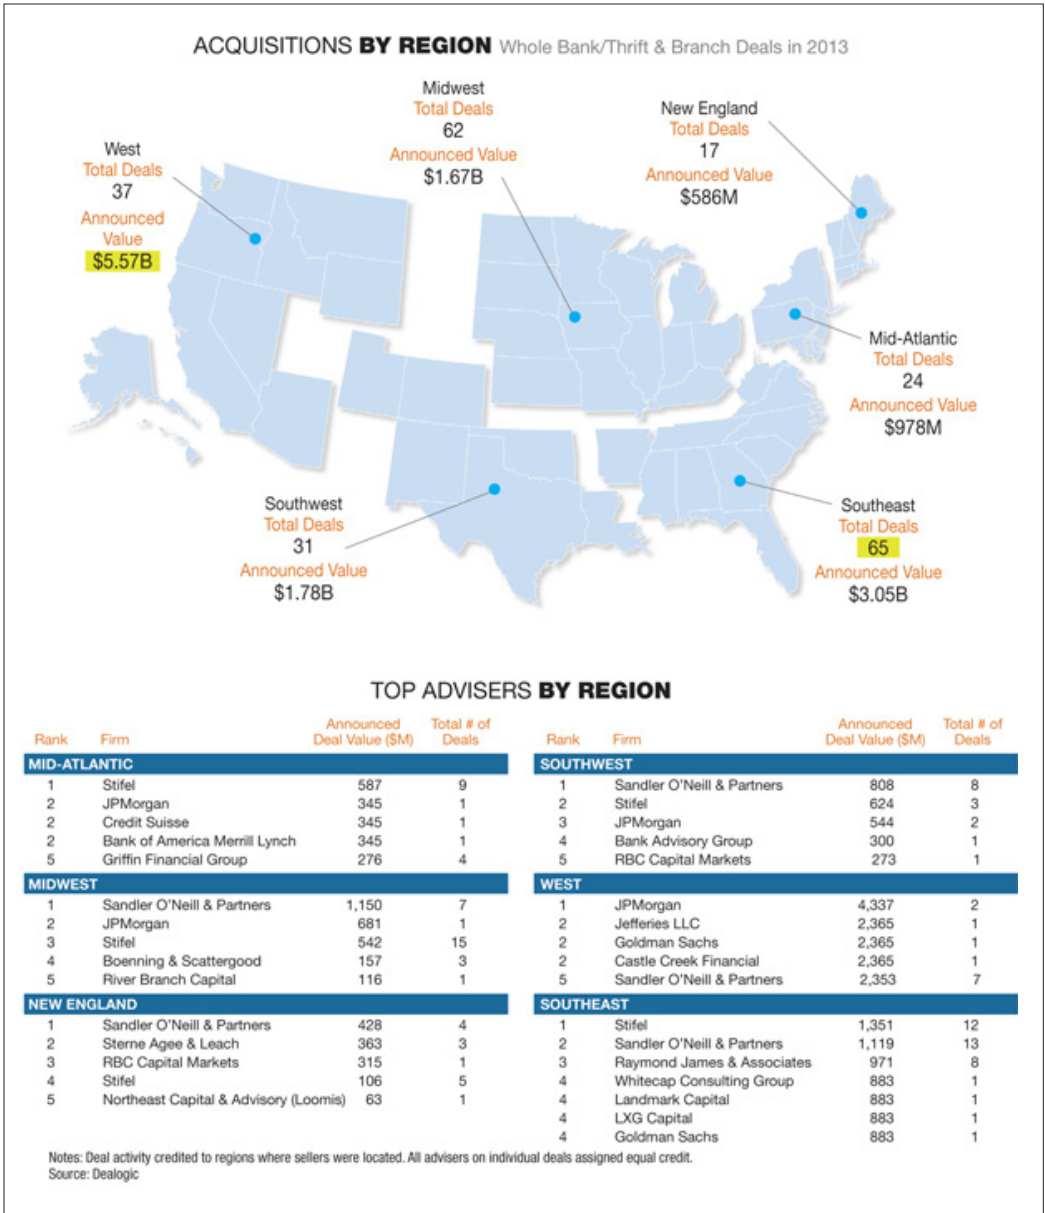 ACQUISITIONS BY REGION Whole Bank/Thrift & Branch Deals in 2013
Midwest
Total Deals
62
Announced Value
$1.67B
New England
Total Deals
17
Announced Value
$586M
West
Total Deals
37
Announced
Value
$5.57B
Mid-Atlantic
Total Deals
24
Announced Value
$978M
Southwest
Total Deals
31
Announced Value
$1.78B
Southeast
Total Deals
65
Announced Value
$3.05B
TOP ADVISERS BY REGION
Rank Firm Announced Deal Value ($M) Total # of Deals
MID-ATLANTIC
1 Stifel 587 9
2 JPMorgan 345 1
2 Credit Suisse 345 1
2 Bank of America Merrill Lynch 345 1
5 Griffin Financial Group 276 4
MIDWEST
1 Sandler O'Neill & Partners 1,150 7
2 JPMorgan 681 1
3 Stifel 542 15
4 Boenning & Scattergood 157 3
5 River Branch Capital 116 1
NEW ENGLAND
1 Sandler O'Neill & Partners 428 4
2 Sterne Agee & Leach 363 3
3 RBC Capital Markets 315 1
4 Stifel 106 5
5 Northeast Capital & Advisory (Loomis) 63 1
Rank Firm Announced Deal Value ($M) Total # of Deals
SOUTHWEST
1 Sandler O'Neill & Partners 808 8
2 Stifel 624 3
3 JPMorgan 544 2
4 Bank Advisory Group 300 1
5 RBC Capital Markets 273 1
WEST
1 JPMorgan 4,337 2
2 Jefferies LLC 2,365 1
2 Goldman Sachs 2,365 1
2 Castle Creek Financial 2,365 1
5 Sandler O'Neill & Partners 2,353 7
SOUTHEAST
1 Stifel 1,351 12
2 Sandler O'Neill & Partners 1,119 13
3 Raymond James & Associates 971 8
4 Whitecap Consulting Group 883 1
4 Landmark Capital 883 1
4 LXG Capital 883 1
4 Goldman Sachs 883 1
Notes: Deal activity credited to regions where sellers were located. All advisers on individual deals assigned equal credit.
Source: Dealogic